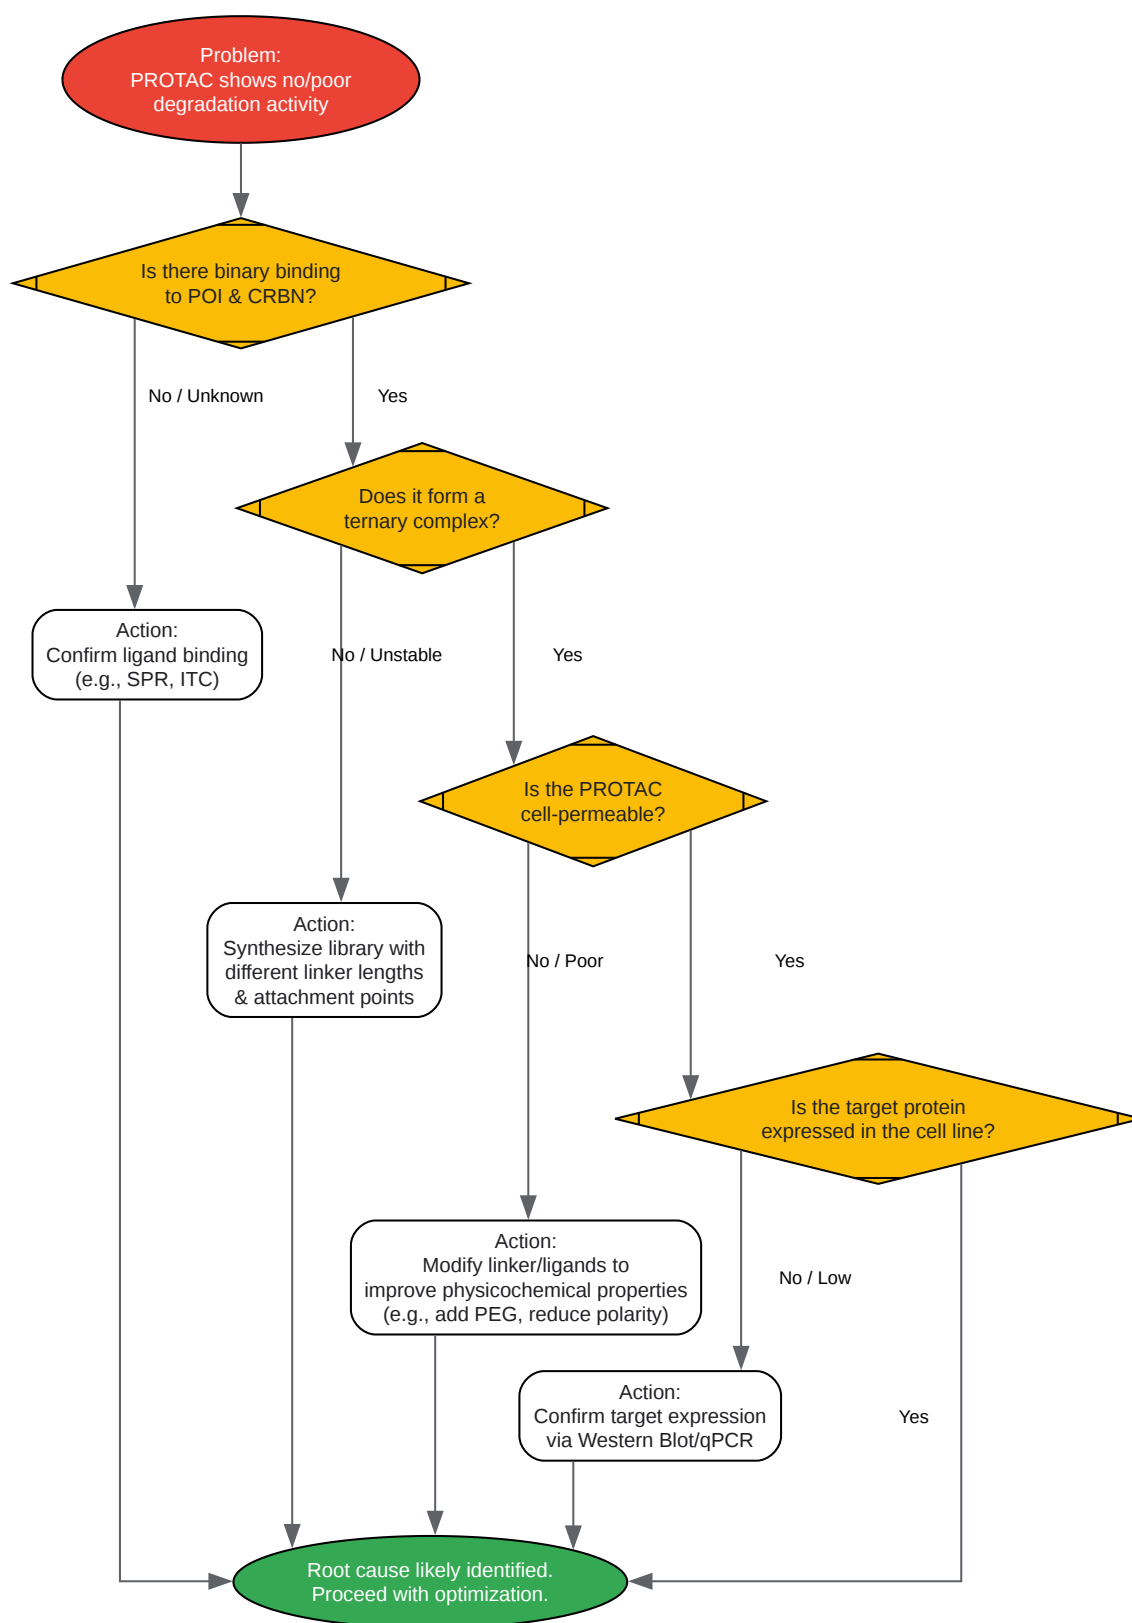 Problem:
PROTAC shows no/poor
degradation activity
Is there binary binding
to POI & CRBN?
No / Unknown
Yes
Does it form a
ternary complex?
Action:
Confirm ligand binding
(e.g., SPR, ITC)
No / Unstable
Yes
Is the PROTAC
cell-permeable?
Action:
Synthesize library with
different linker lengths
& attachment points
No / Poor
Yes
Is the target protein
expressed in the cell line?
Action:
Modify linker/ligands to
improve physicochemical properties
(e.g., add PEG, reduce polarity)
No / Low
Action:
Confirm target expression
via Western Blot/qPCR
Yes
Root cause likely identified.
Proceed with optimization.